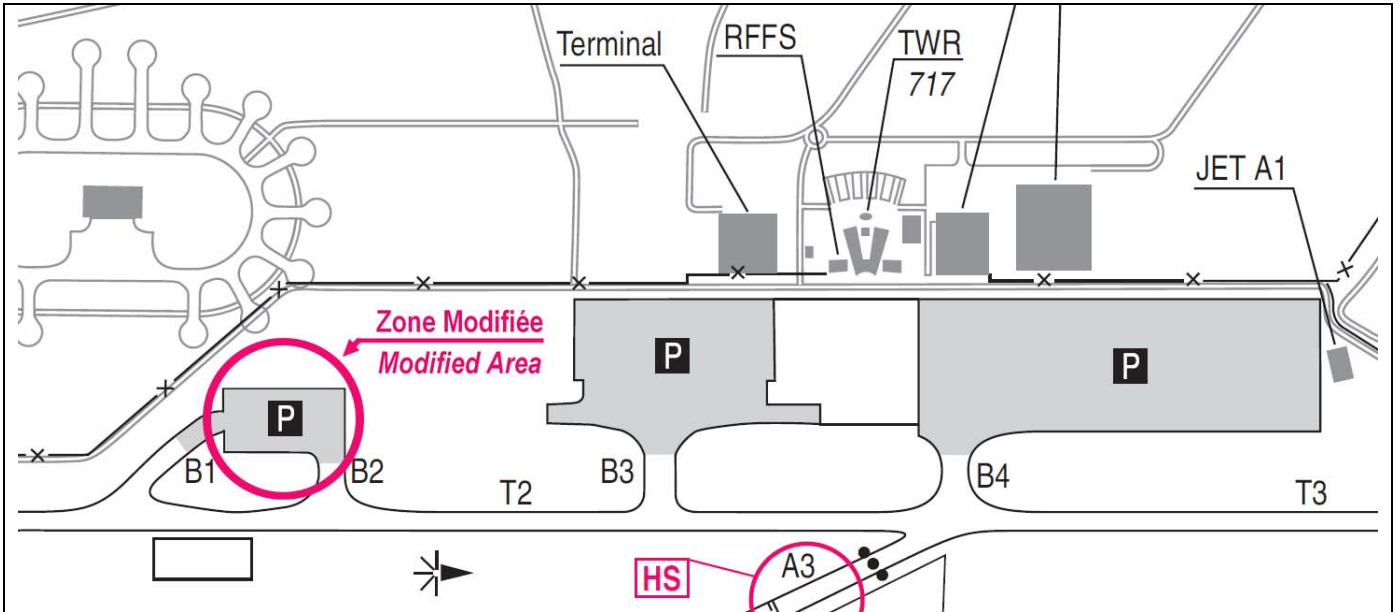 Terminal
RFFS
TWR
717
JET A1
Zone Modifiée
Modified Area
P
P
P
B1
B2
T2
B3
B4
T3
HS
A3